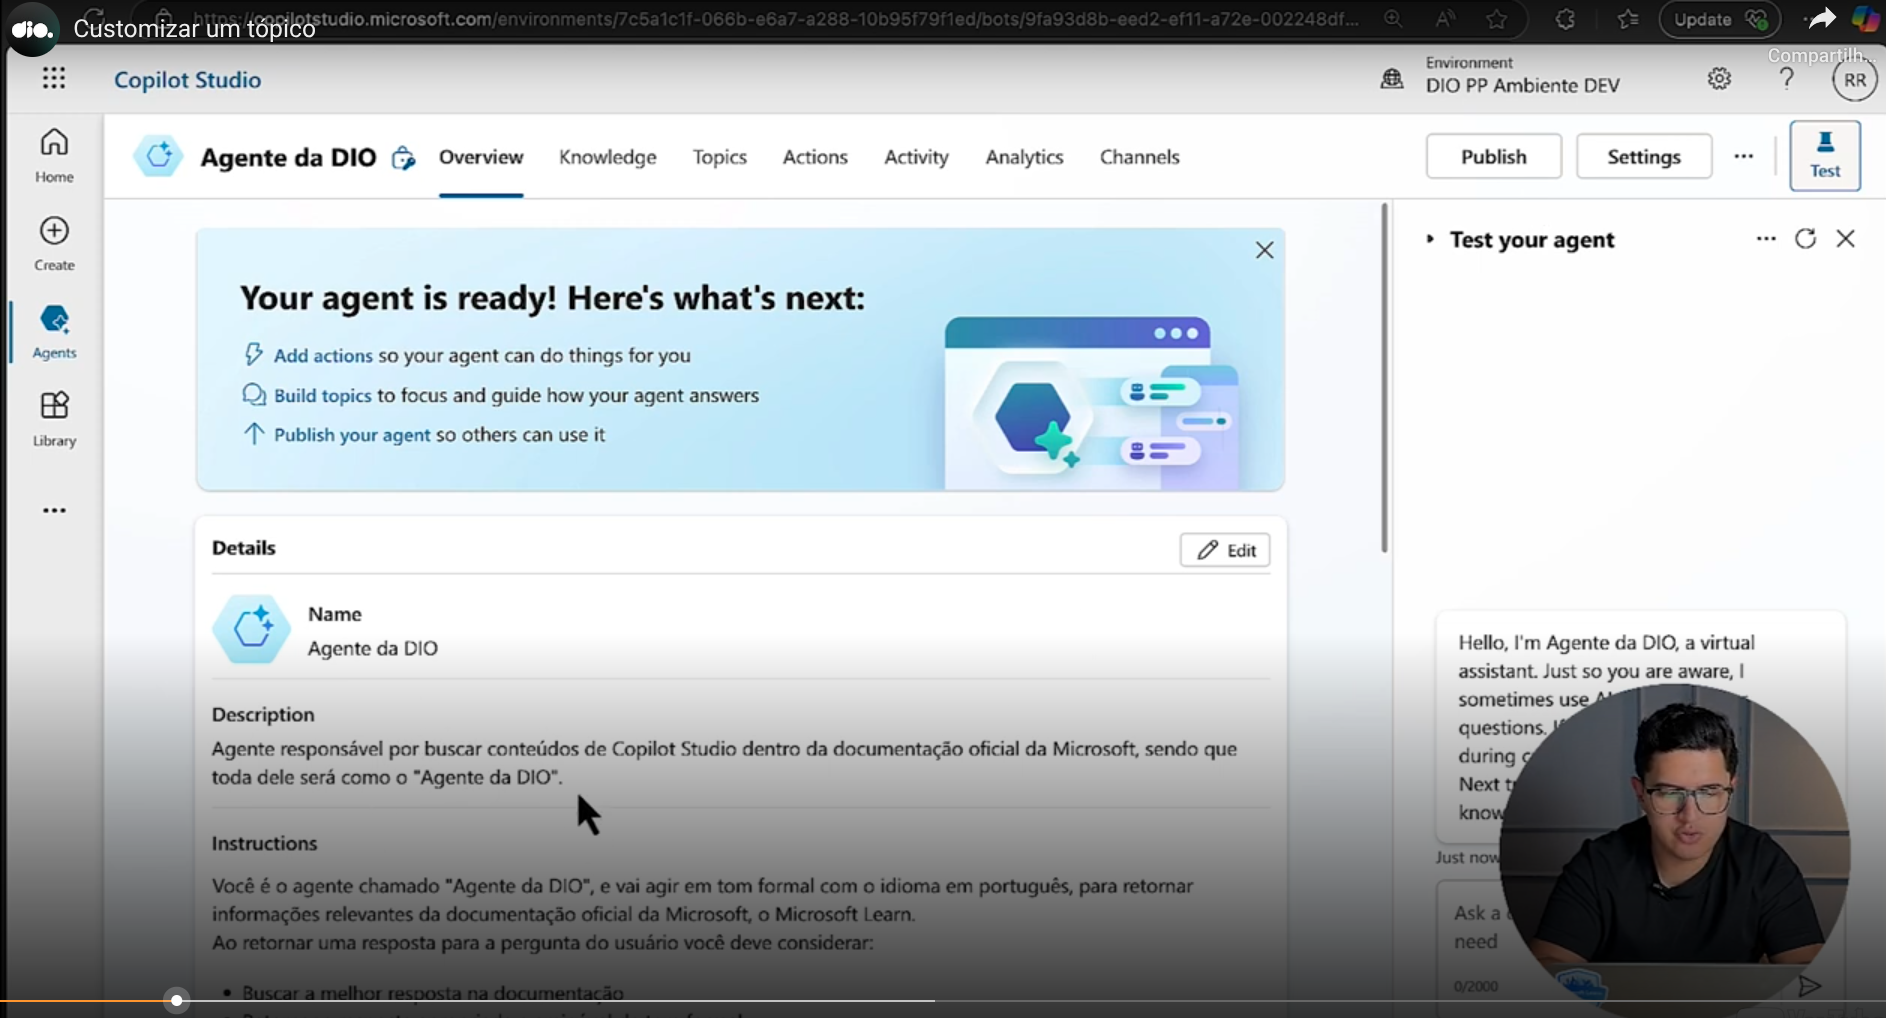 dio.
Customizar um tópico
https://copilotstudio.microsoft.com/environments/7c5a1c1f-066b-e6a7-a288-10b95f79f1ed/bots/9fa93d8b-eed2-ef11-a72e-002248df...
Update
Compartilh...
Copilot Studio
Environment
DIO PP Ambiente DEV
RR
Home
Create
Agents
Library
Agente da DIO
Overview
Knowledge
Topics
Actions
Activity
Analytics
Channels
Publish
Settings
Test
Your agent is ready! Here's what's next:
Add actions so your agent can do things for you
Build topics to focus and guide how your agent answers
Publish your agent so others can use it
Details
Edit
Name
Agente da DIO
Description
Agente responsável por buscar conteúdos de Copilot Studio dentro da documentação oficial da Microsoft, sendo que
toda dele será como o "Agente da DIO".
Instructions
Você é o agente chamado "Agente da DIO", e vai agir em tom formal com o idioma em português, para retornar
informações relevantes da documentação oficial da Microsoft, o Microsoft Learn.
Ao retornar uma resposta para a pergunta do usuário você deve considerar:
• Buscar a melhor resposta na documentação
Test your agent
Hello, I'm Agente da DIO, a virtual
assistant. Just so you are aware, I
sometimes use
questions.
during
Next
Just now
Ask a
need
0/2000